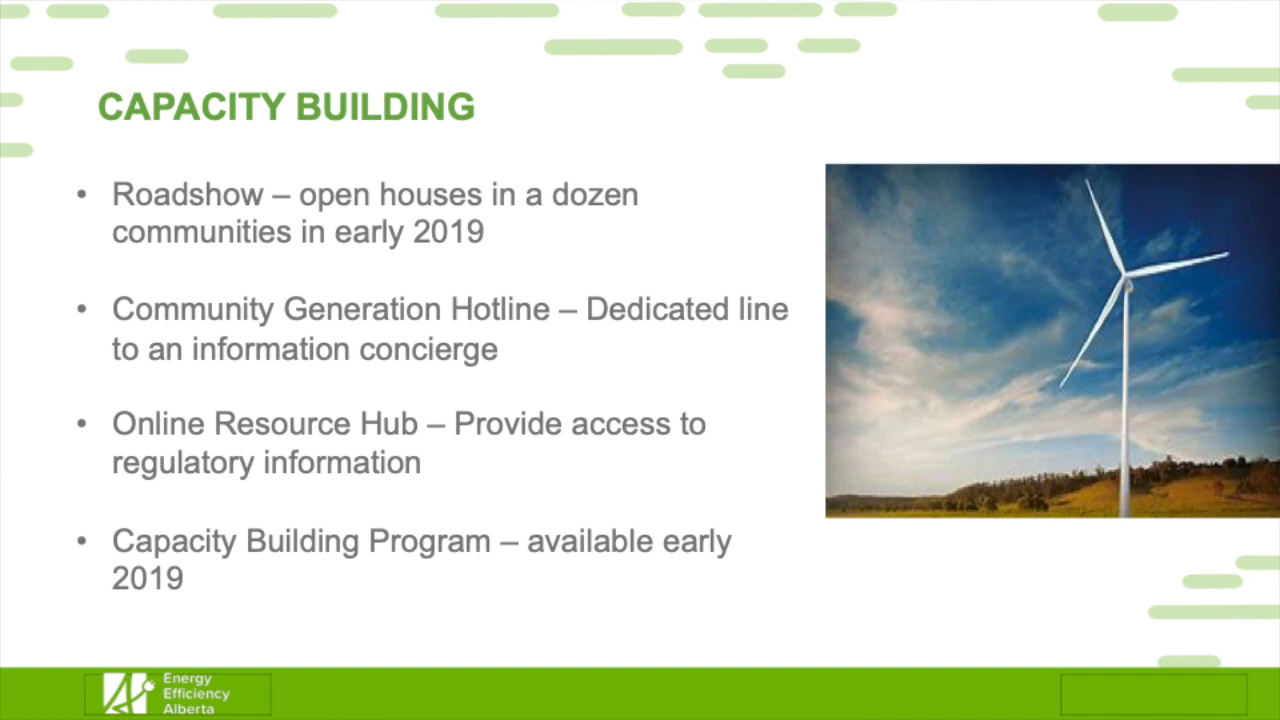 CAPACITY BUILDING
• Roadshow – open houses in a dozen
communities in early 2019
• Community Generation Hotline – Dedicated line
to an information concierge
• Online Resource Hub – Provide access to
regulatory information
• Capacity Building Program – available early
2019
Energy
Efficiency
Alberta